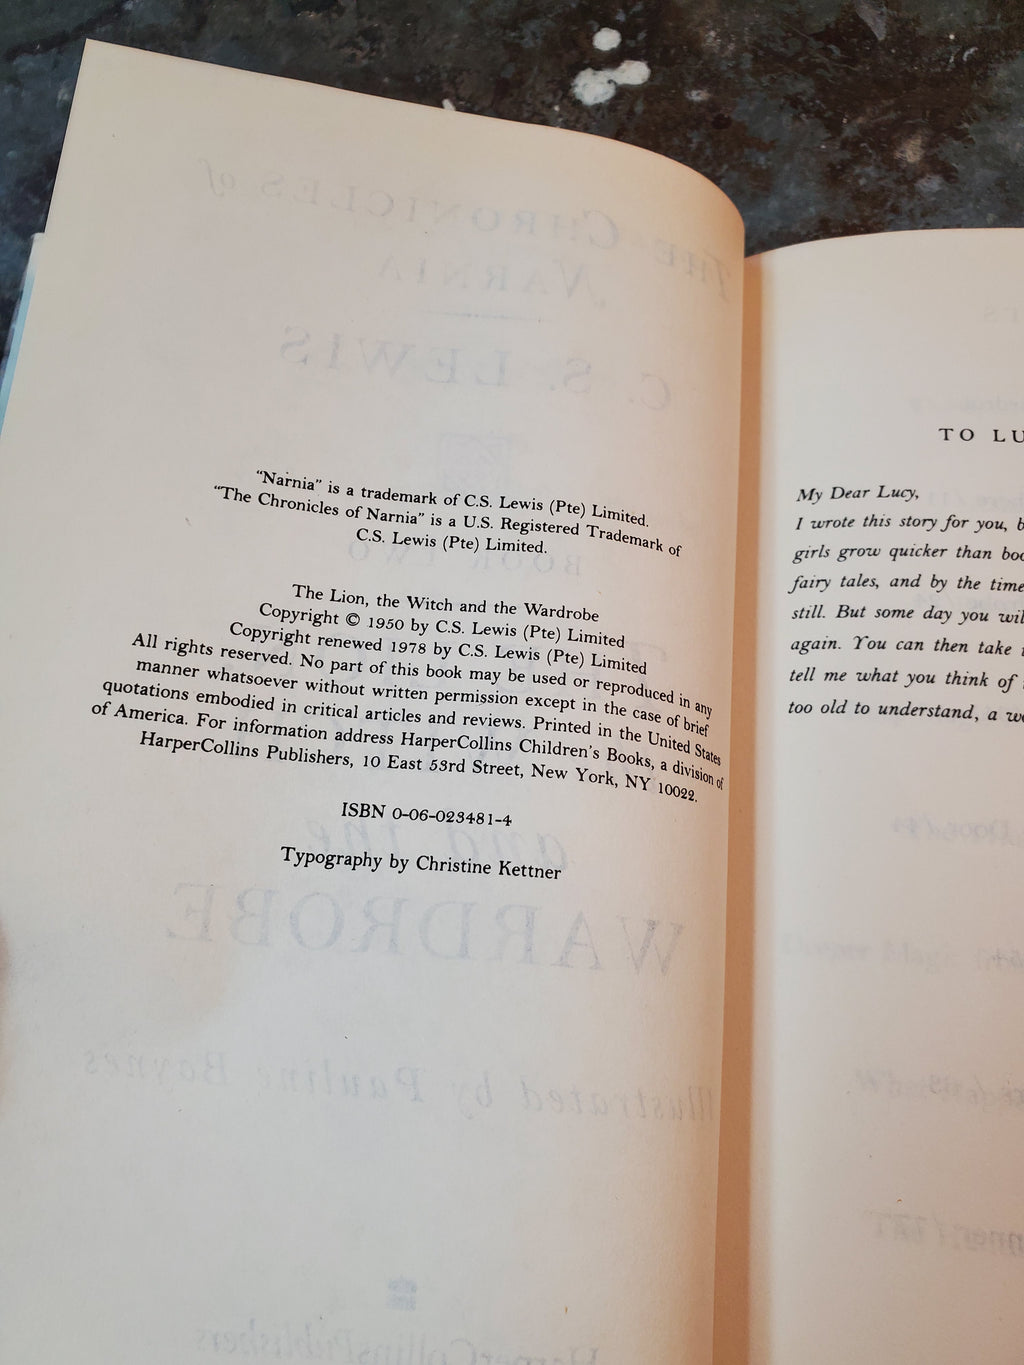 "Narnia" is a trademark of C.S. Lewis (Pte) Limited.
"The Chronicles of Narnia" is a U.S. Registered Trademark of
C.S. Lewis (Pte) Limited.
The Lion, the Witch and the Wardrobe
Copyright © 1950 by C.S. Lewis (Pte) Limited
Copyright renewed 1978 by C.S. Lewis (Pte) Limited
All rights reserved. No part of this book may be used or reproduced in any
manner whatsoever without written permission except in the case of brief
quotations embodied in critical articles and reviews. Printed in the United States
of America. For information address HarperCollins Children's Books, a division of
HarperCollins Publishers, 10 East 53rd Street, New York, NY 10022.
ISBN 0-06-023481-4
Typography by Christine Kettner
TO LU
My Dear Lucy,
I wrote this story for you, b
girls grow quicker than boo
fairy tales, and by the time
still. But some day you wil
again. You can then take
tell me what you think of
too old to understand, a w